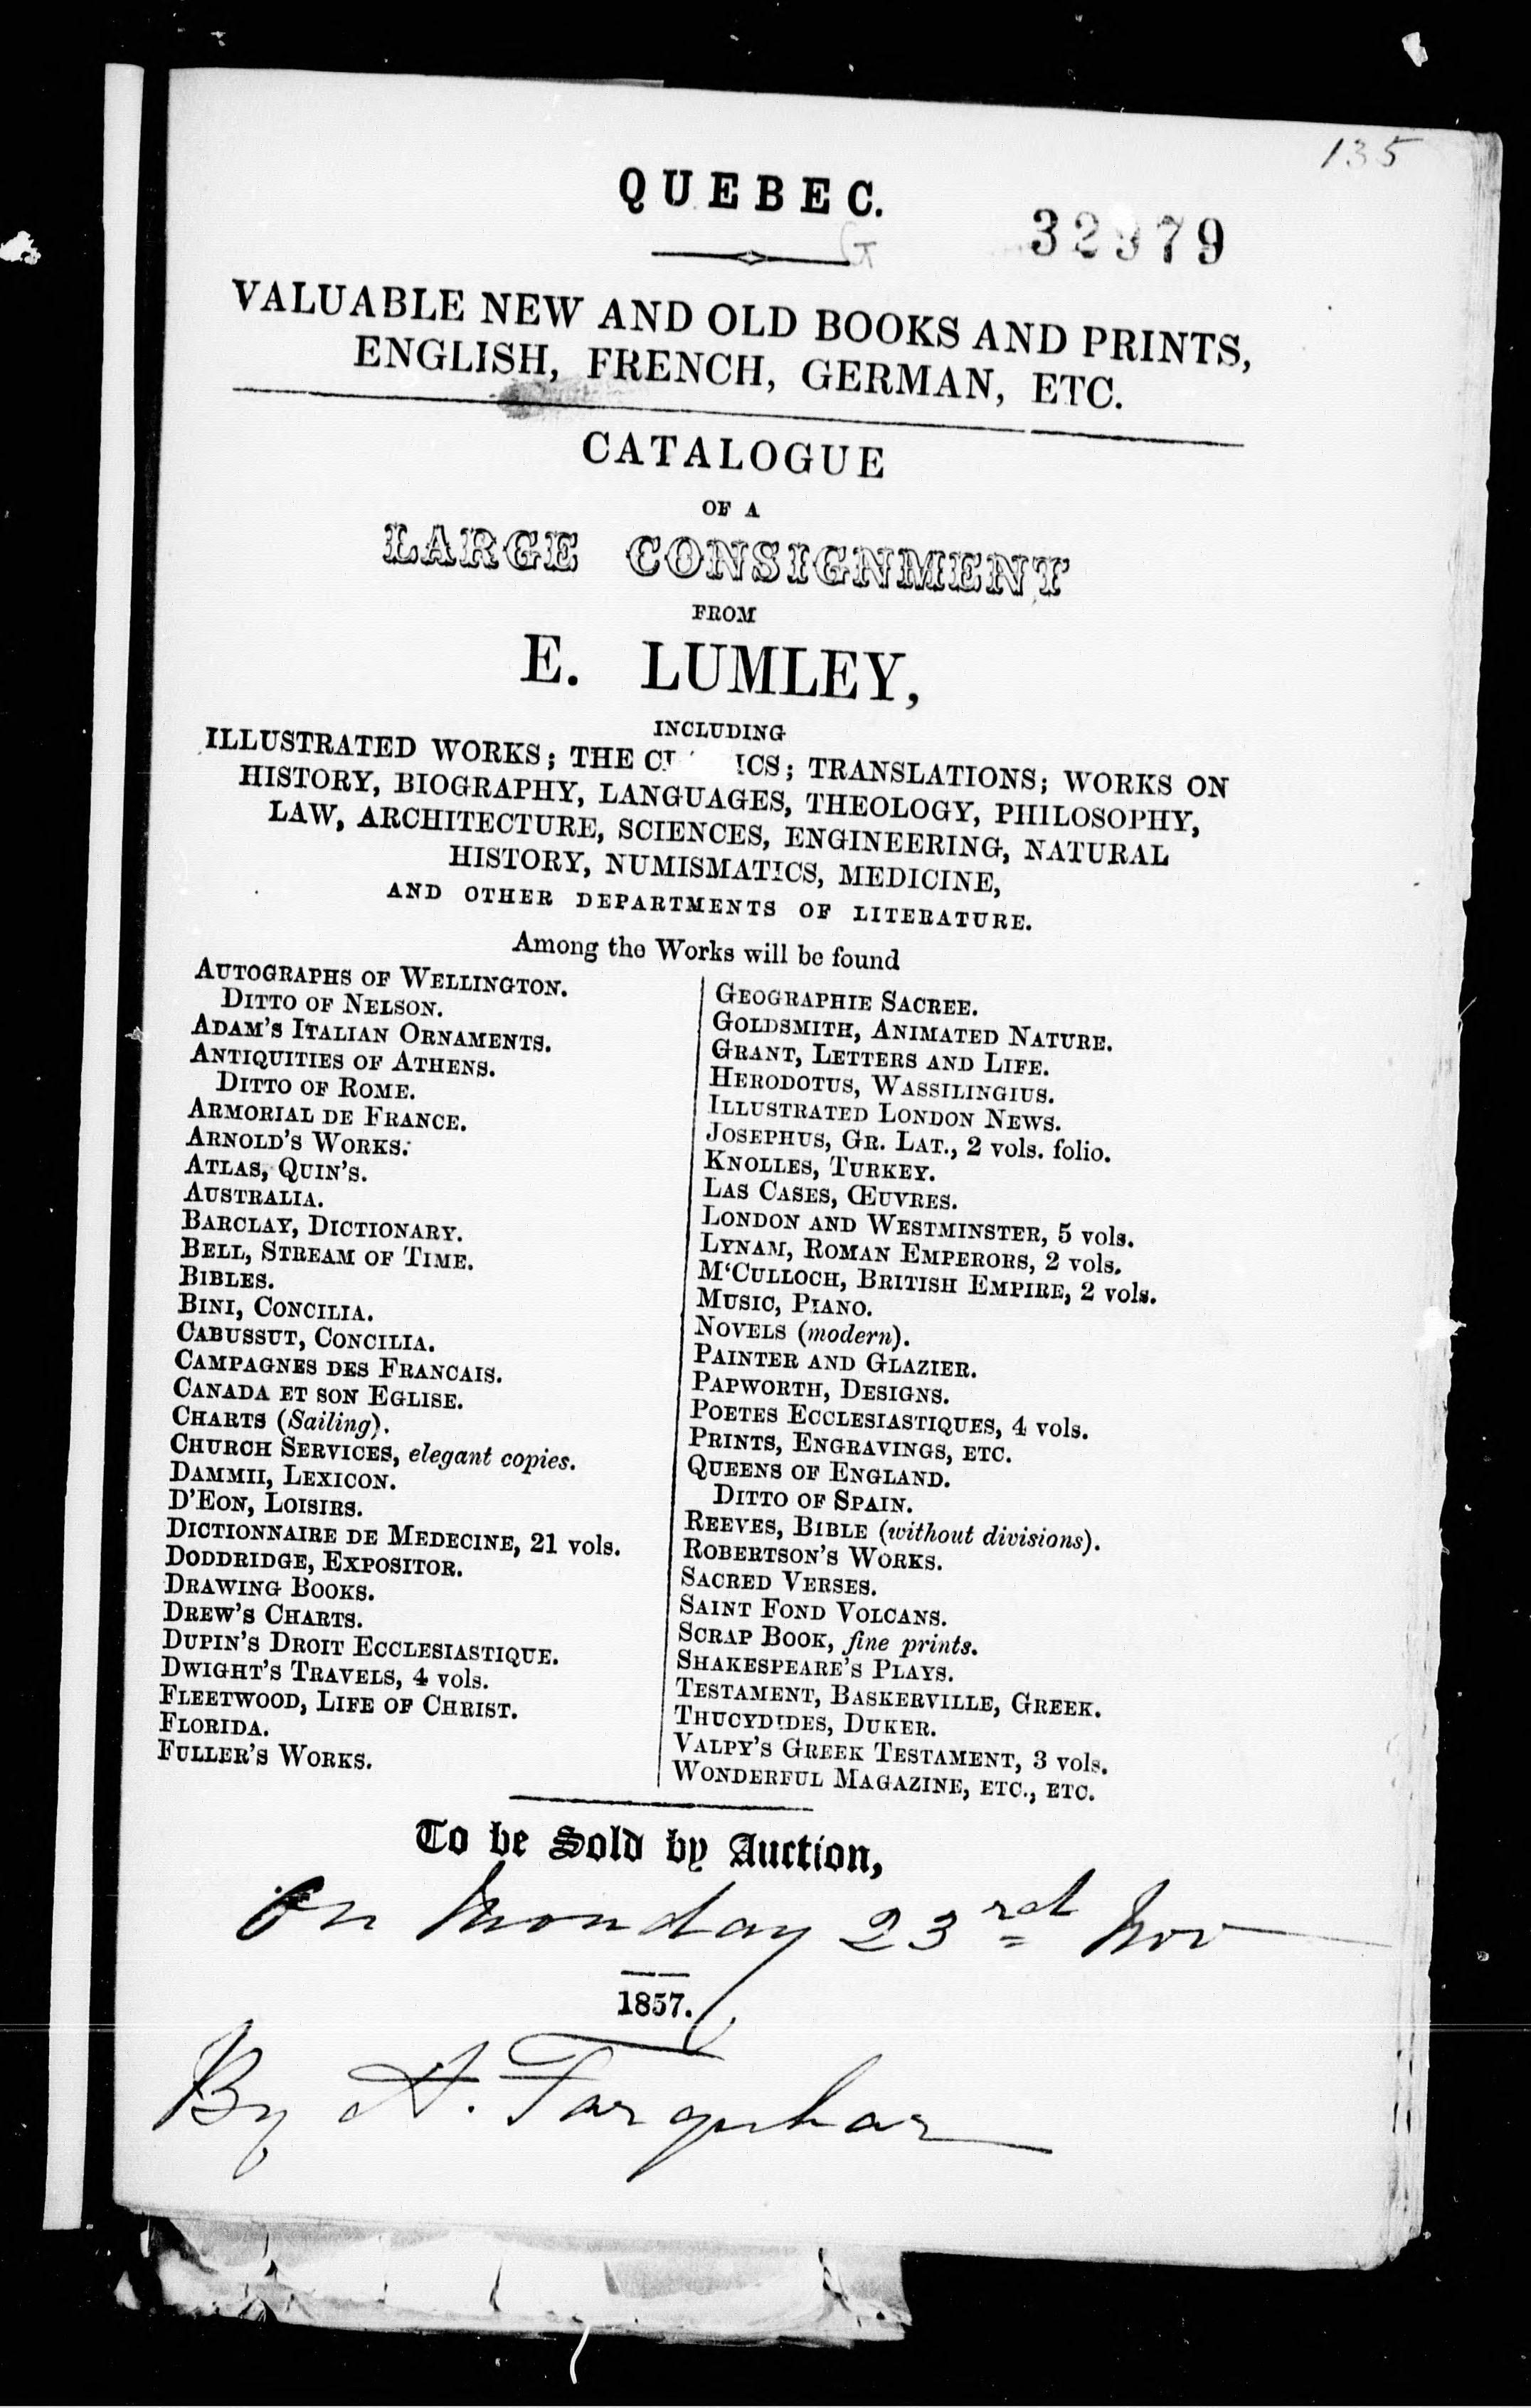 135
QUEBEC.
32979
G
VALUABLE NEW AND OLD BOOKS AND PRINTS,
ENGLISH, FRENCH, GERMAN, ETC.
CATALOGUE
OF A
LARGE CONSIGNMENT
FROM
E. LUMLEY,
INCLUDING
ILLUSTRATED WORKS; THE ; TRANSLATIONS; WORKS ON
HISTORY, BIOGRAPHY, LANGUAGES, THEOLOGY, PHILOSOPHY,
LAW, ARCHITECTURE, SCIENCES, ENGINEERING, NATURAL
HISTORY, NUMISMATICS, MEDICINE,
AND OTHER DEPARTMENTS OF LITERATURE.
Among the Works will be found
AUTOGRAPHS OF WELLINGTON.
DITTO OF NELSON.
ADAM'S ITALIAN ORNAMENTS.
ANTIQUITIES OF ATHENS.
DITTO OF ROME.
ARMORIAL DE FRANCE.
ARNOLD'S WORKS.
ATLAS, QUIN'S.
AUSTRALIA.
BARCLAY, DICTIONARY.
BELL, STREAM OF TIME.
BIBLES.
BINI, CONCILIA.
CABUSSUT, CONCILIA.
CAMPAGNES DES FRANCAIS.
CANADA ET SON EGLISE.
CHARTS (Sailing).
CHURCH SERVICES, elegant copies.
DAMMII, LEXICON.
D'EON, LOISIRS.
DICTIONNAIRE DE MEDECINE, 21 vols.
DODDRIDGE, EXPOSITOR.
DRAWING BOOKS.
DREW'S CHARTS.
DUPIN'S DROIT ECCLESIASTIQUE.
DWIGHT'S TRAVELS, 4 vols.
FLEETWOOD, LIFE OF CHRIST.
FLORIDA.
FULLER'S WORKS.
GEOGRAPHIE SACREE.
GOLDSMITH, ANIMATED NATURE.
GRANT, LETTERS AND LIFE.
HERODOTUS, WASSILINGIUS.
ILLUSTRATED LONDON NEWS.
JOSEPHUS, GR. LAT., 2 vols. folio.
KNOLLES, TURKEY.
LAS CASES, ŒUVRES.
LONDON AND WESTMINSTER, 5 vols.
LYNAM, ROMAN EMPERORS, 2 vols.
M'CULLOCH, BRITISH EMPIRE, 2 vols.
MUSIC, PIANO.
NOVELS (modern).
PAINTER AND GLAZIER.
PAPWORTH, DESIGNS.
POETES ECCLESIASTIQUES, 4 vols.
PRINTS, ENGRAVINGS, ETC.
QUEENS OF ENGLAND.
DITTO OF SPAIN.
REEVES, BIBLE (without divisions).
ROBERTSON'S WORKS.
SACRED VERSES.
SAINT FOND VOLCANS.
SCRAP BOOK, fine prints.
SHAKESPEARE'S PLAYS.
TESTAMENT, BASKERVILLE, GREEK.
THUCYDIDES, DUKER.
VALPY'S GREEK TESTAMENT, 3 vols.
WONDERFUL MAGAZINE, ETC., ETC.
To be Sold by Auction,
On Monday 23rd Nov
1857.
By A. Farquhar